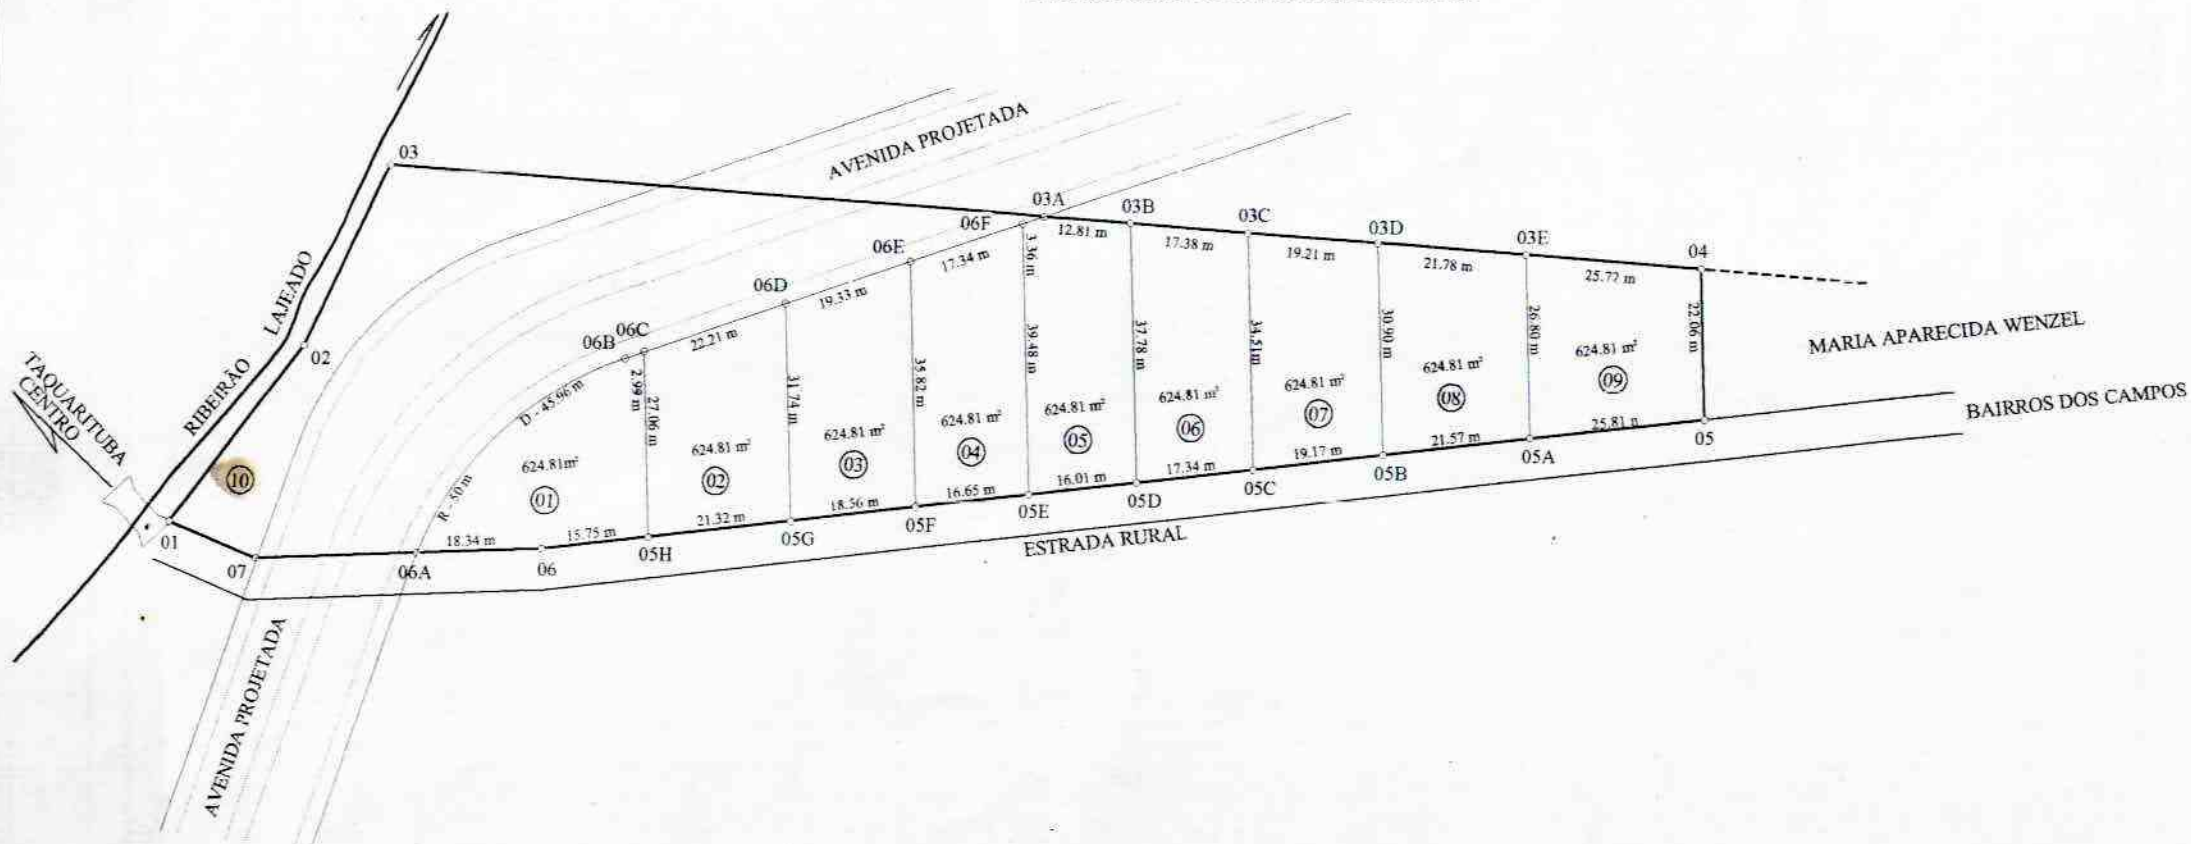 AVENIDA PROJETADA
03
03A
03B
03C
03D
03E
04
06F
06E
06D
06C
06B
12.81 m
17.38 m
19.21 m
21.78 m
25.77 m
17.34 m
19.33 m
22.21 m
3.36 m
RIBEIRÃO LAJEADO
02
TAQUARITUBA
CENTRO
MARIA APARECIDA WENZEL
BAIRROS DOS CAMPOS
D - 45.96 m
R - 50 m
2.99 m
27.06 m
31.74 m
35.82 m
39.48 m
37.78 m
34.51m
30.90 m
26.80 m
22.06 m
624.81m²
01
624.81 m²
02
624.81 m²
03
624.81 m²
04
624.81 m²
05
624.81 m²
06
624.81 m²
07
624.81 m²
08
624.81 m²
09
10
18.34 m
15.75 m
21.32 m
18.56 m
16.65 m
16.01 m
17.34 m
19.17 m
21.57 m
25.81 n
01
07
06A
06
05H
05G
05F
05E
05D
05C
05B
05A
05
ESTRADA RURAL
AVENIDA PROJETADA